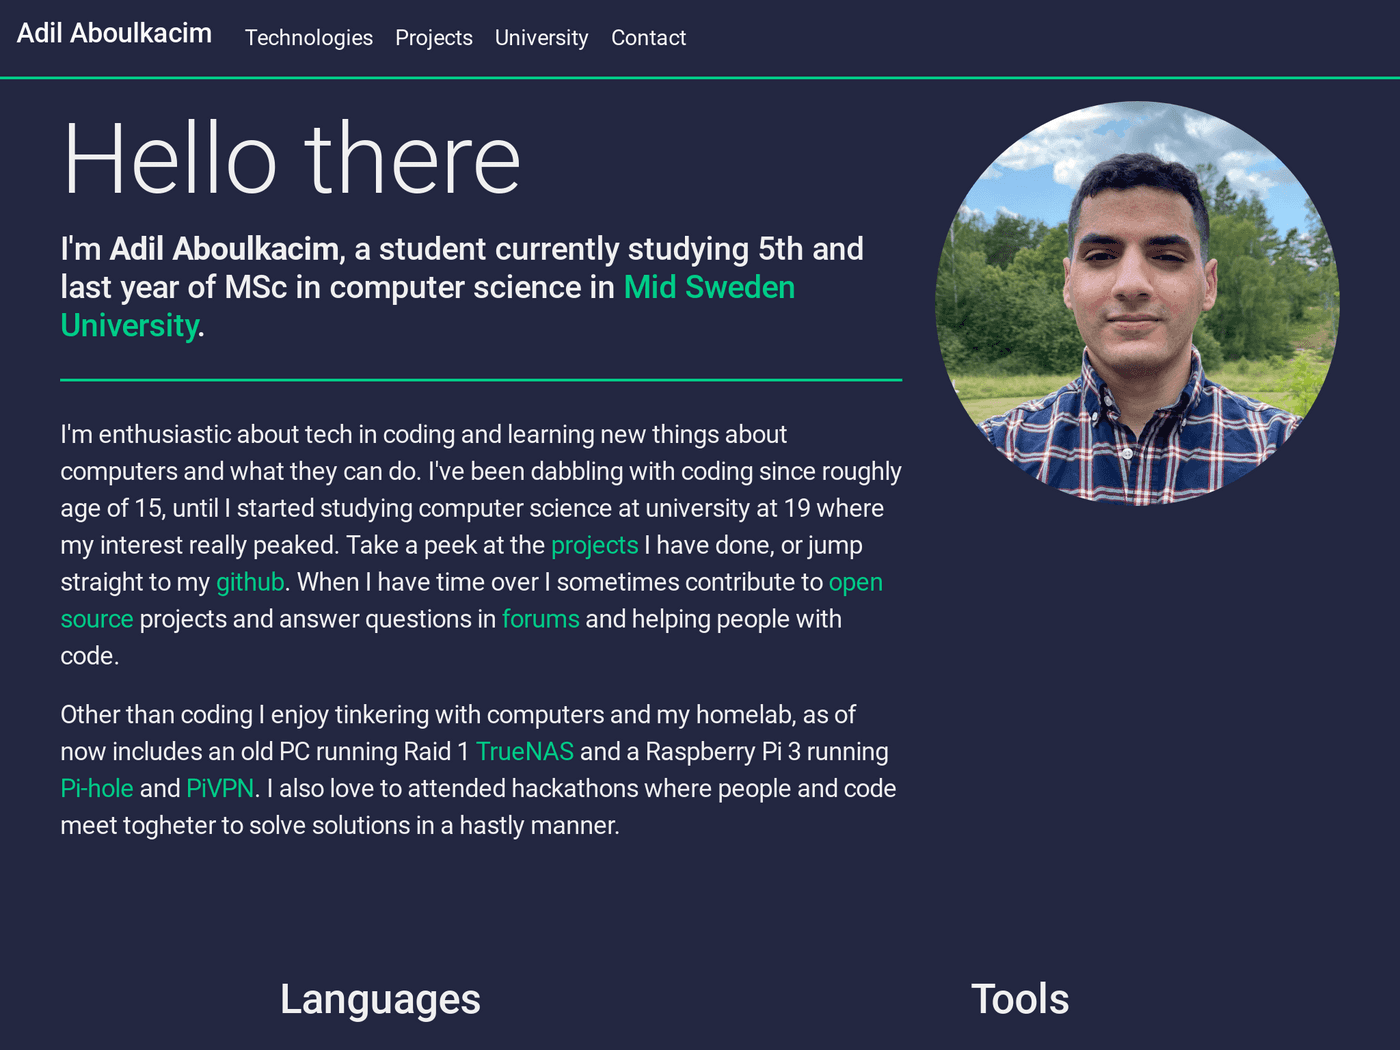 Adil Aboulkacim Technologies Projects University Contact
Hello there
I'm Adil Aboulkacim, a student currently studying 5th and
last year of MSc in computer science in Mid Sweden
University.
I'm enthusiastic about tech in coding and learning new things about
computers and what they can do. I've been dabbling with coding since roughly
age of 15, until I started studying computer science at university at 19 where
my interest really peaked. Take a peek at the projects I have done, or jump
straight to my github. When I have time over I sometimes contribute to open
source projects and answer questions in forums and helping people with
code.
Other than coding I enjoy tinkering with computers and my homelab, as of
now includes an old PC running Raid 1 TrueNAS and a Raspberry Pi 3 running
Pi-hole and PiVPN. I also love to attended hackathons where people and code
meet togheter to solve solutions in a hastly manner.
Languages Tools